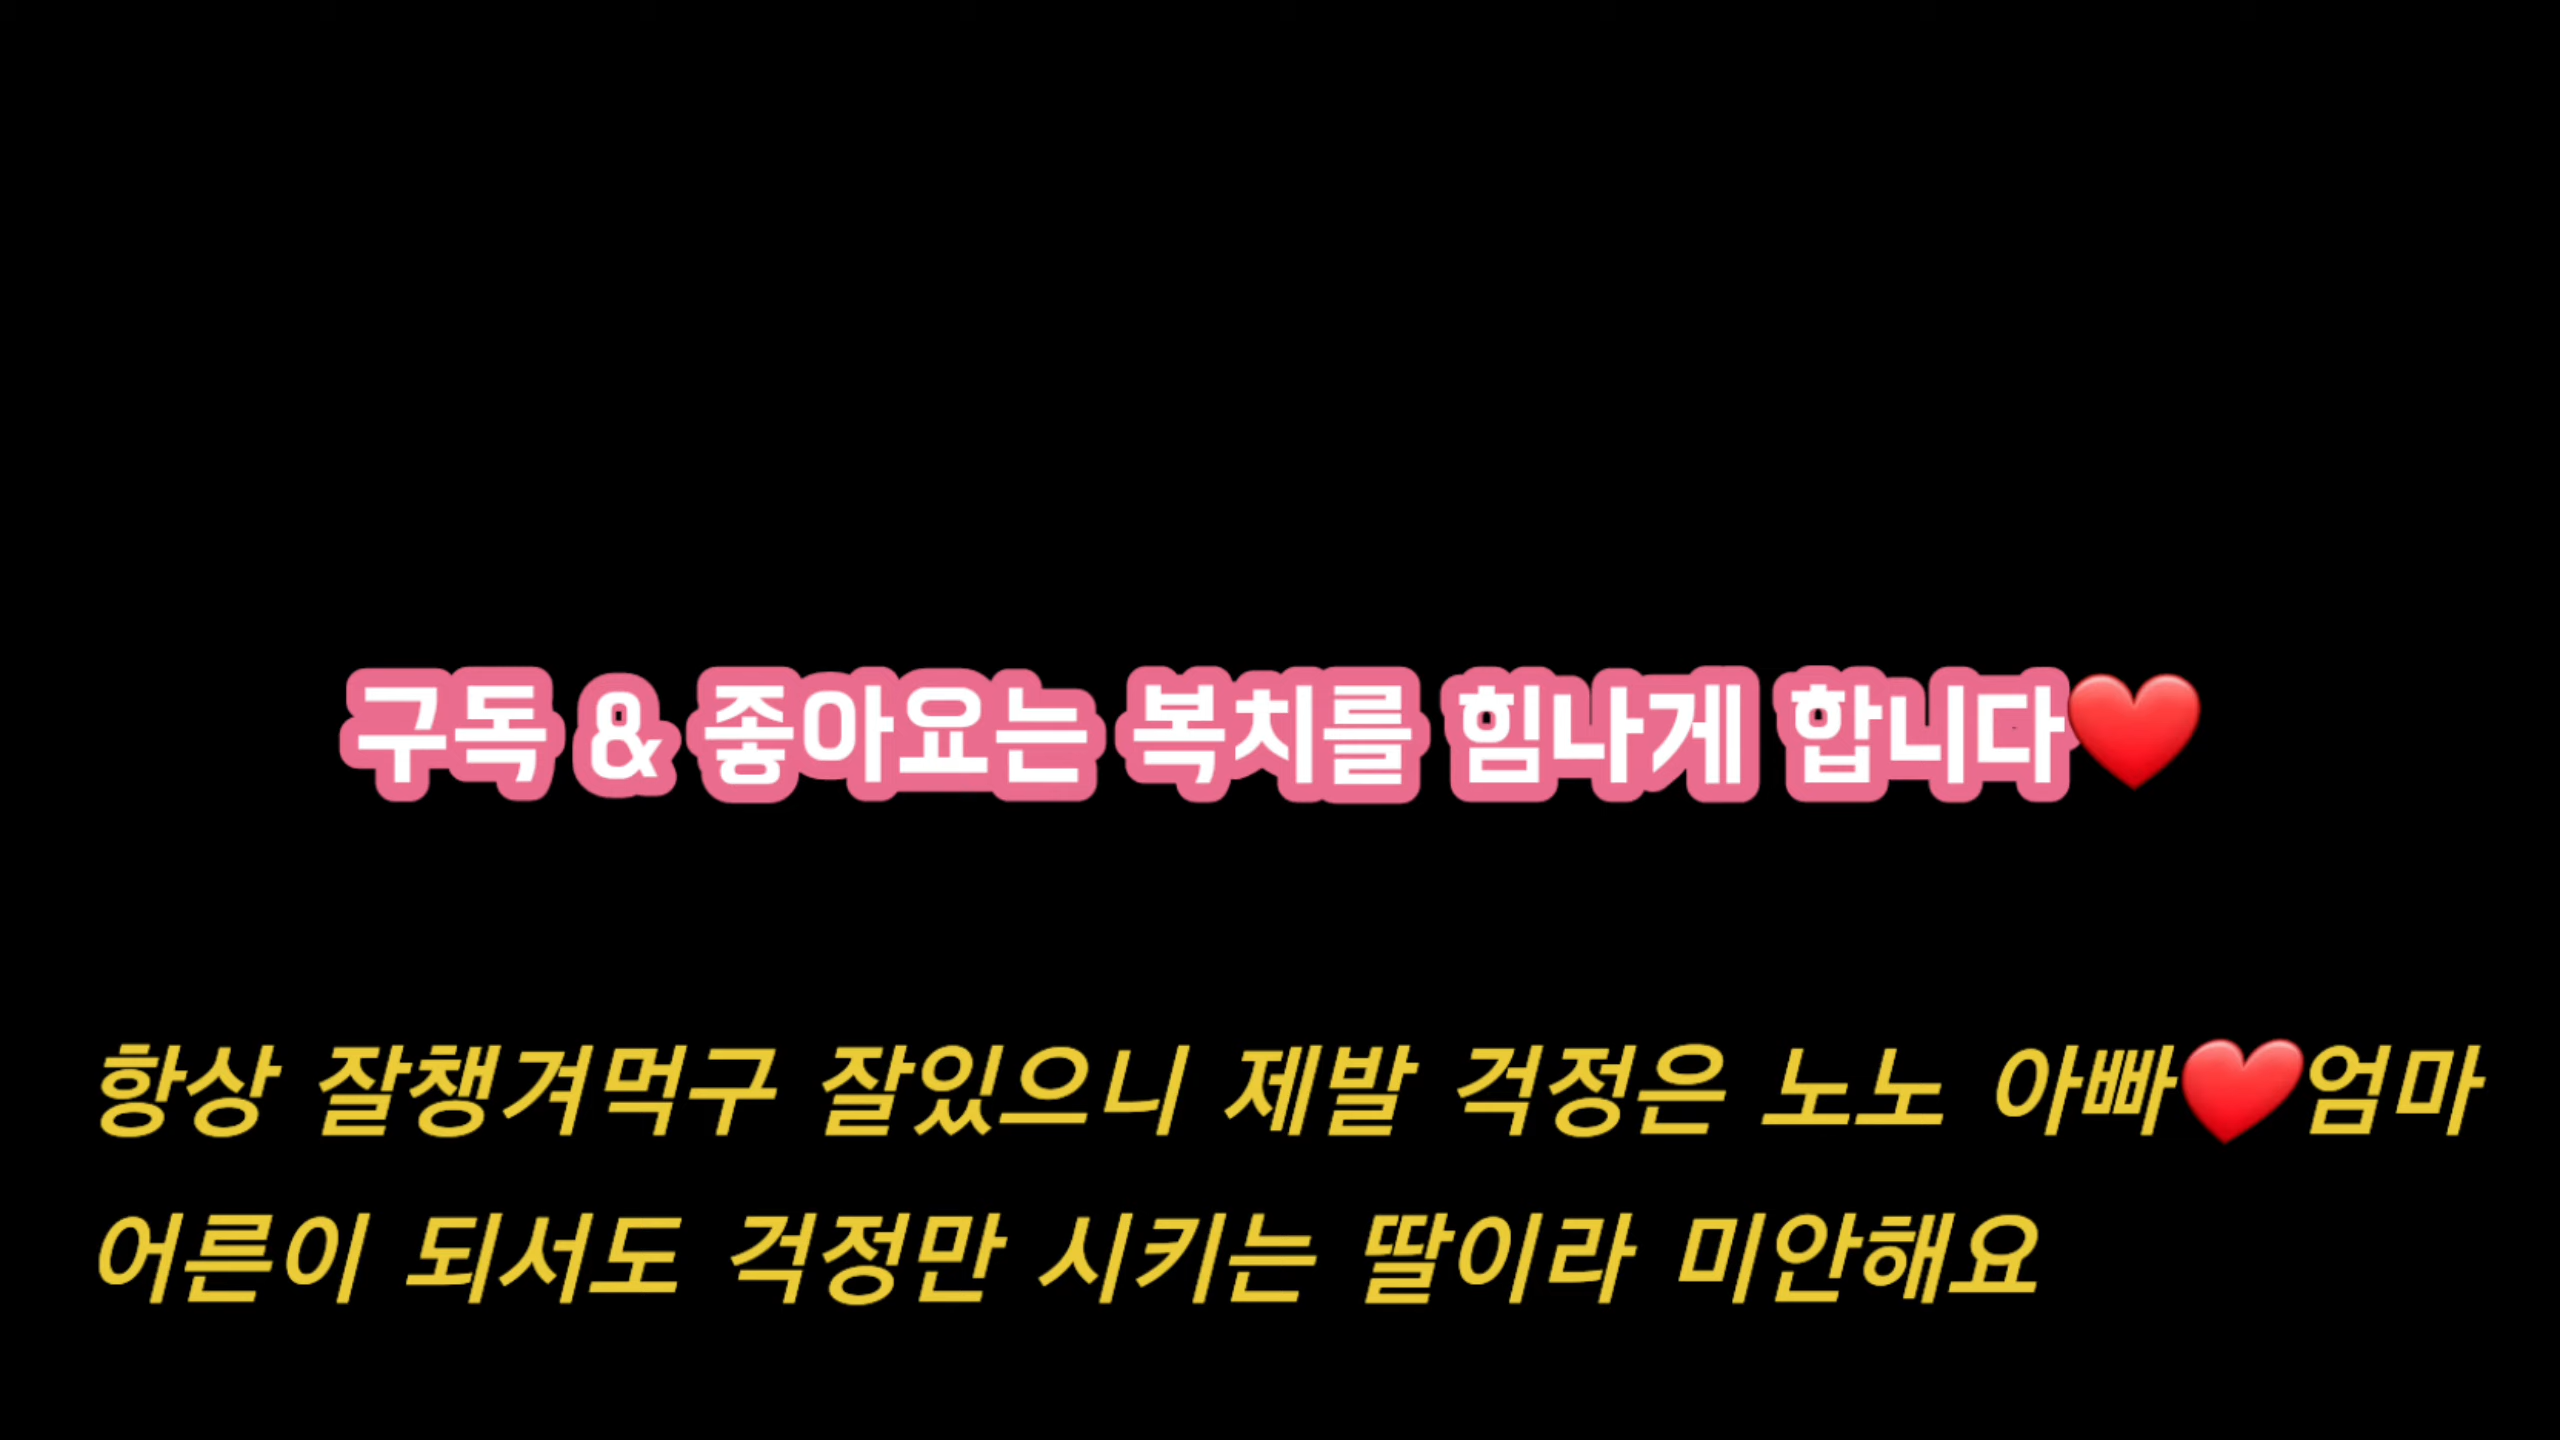 구독 & 좋아요는 복치를 힘나게 합니다❤️
항상 잘챙겨먹구 잘있으니 제발 걱정은 노노 아빠❤️엄마
어른이 되서도 걱정만 시키는 딸이라 미안해요